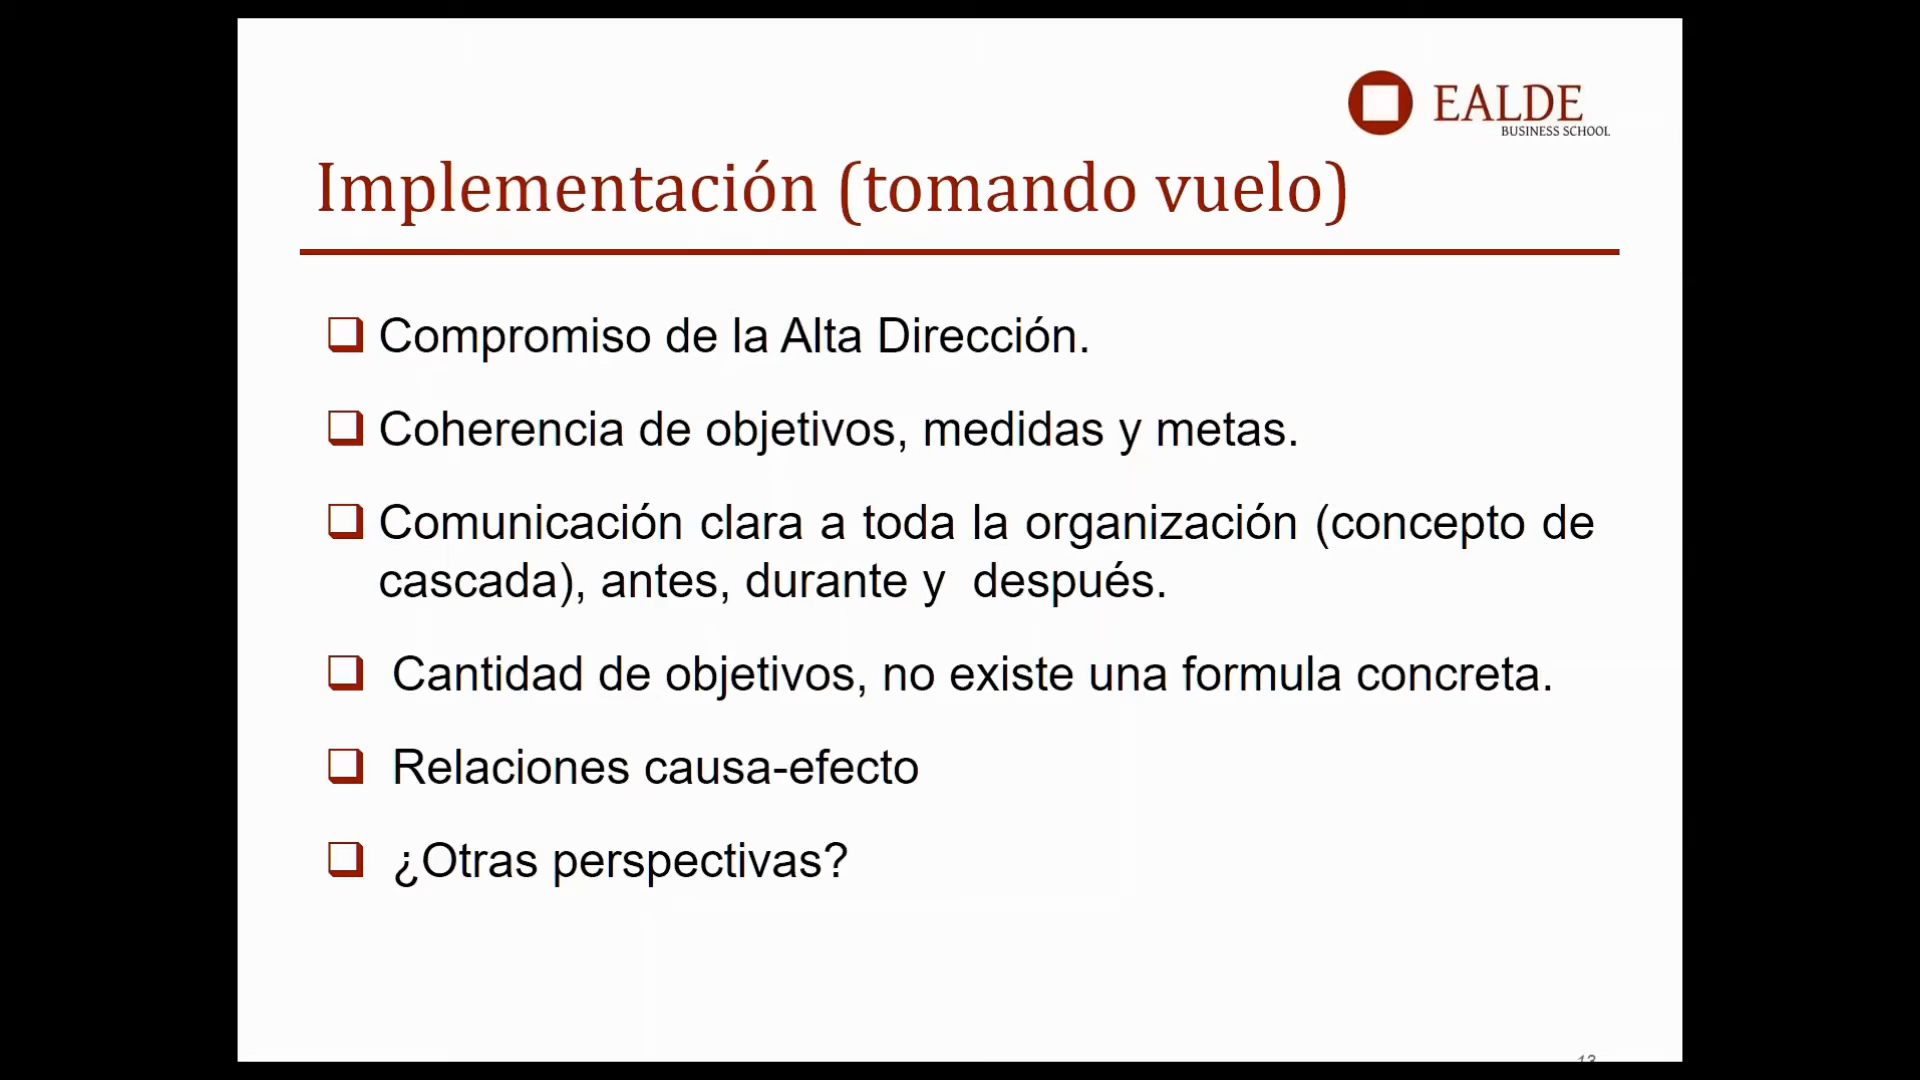 EALDE
BUSINESS SCHOOL
Implementación (tomando vuelo)
Compromiso de la Alta Dirección.
Coherencia de objetivos, medidas y metas.
Comunicación clara a toda la organización (concepto de
cascada), antes, durante y después.
Cantidad de objetivos, no existe una formula concreta.
Relaciones causa-efecto
¿Otras perspectivas?
13